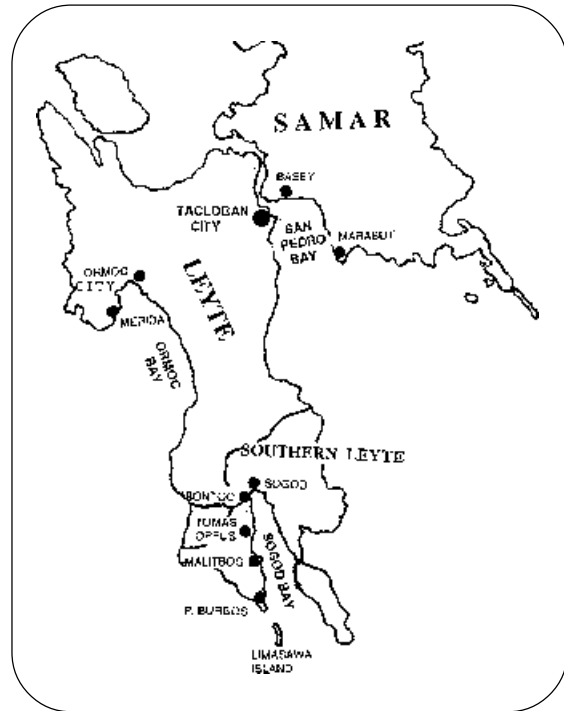 SAMAR
BASEY
TACLOBAN
CITY
SAN
PEDRO
BAY
MARABUT
LEYTE
ORMOC
CITY
MERIDA
ORMOC
BAY
SOUTHERN LEYTE
SOGOD
BONTOC
TOMAS
OPPUS
MALITBOG
SOGOD BAY
P. BURGOS
LIMASAWA
ISLAND